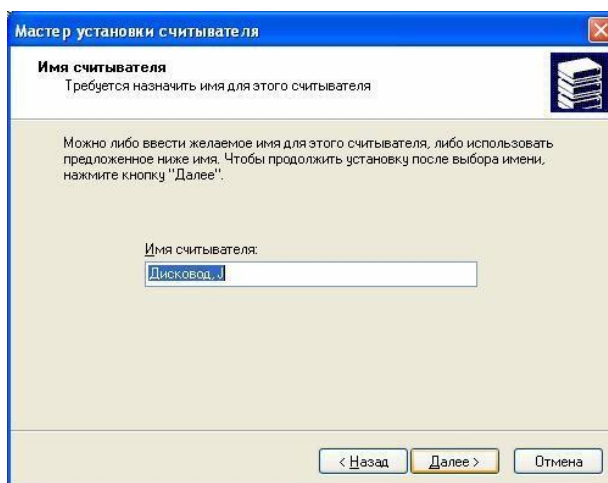 Мастер установки считывателя
Имя считывателя
Требуется назначить имя для этого считывателя
Можно либо ввести желаемое имя для этого считывателя, либо использовать
предложенное ниже имя. Чтобы продолжить установку после выбора имени,
нажмите кнопку "Далее".
Имя считывателя:
Дисковод, J
< Назад Далее > Отмена